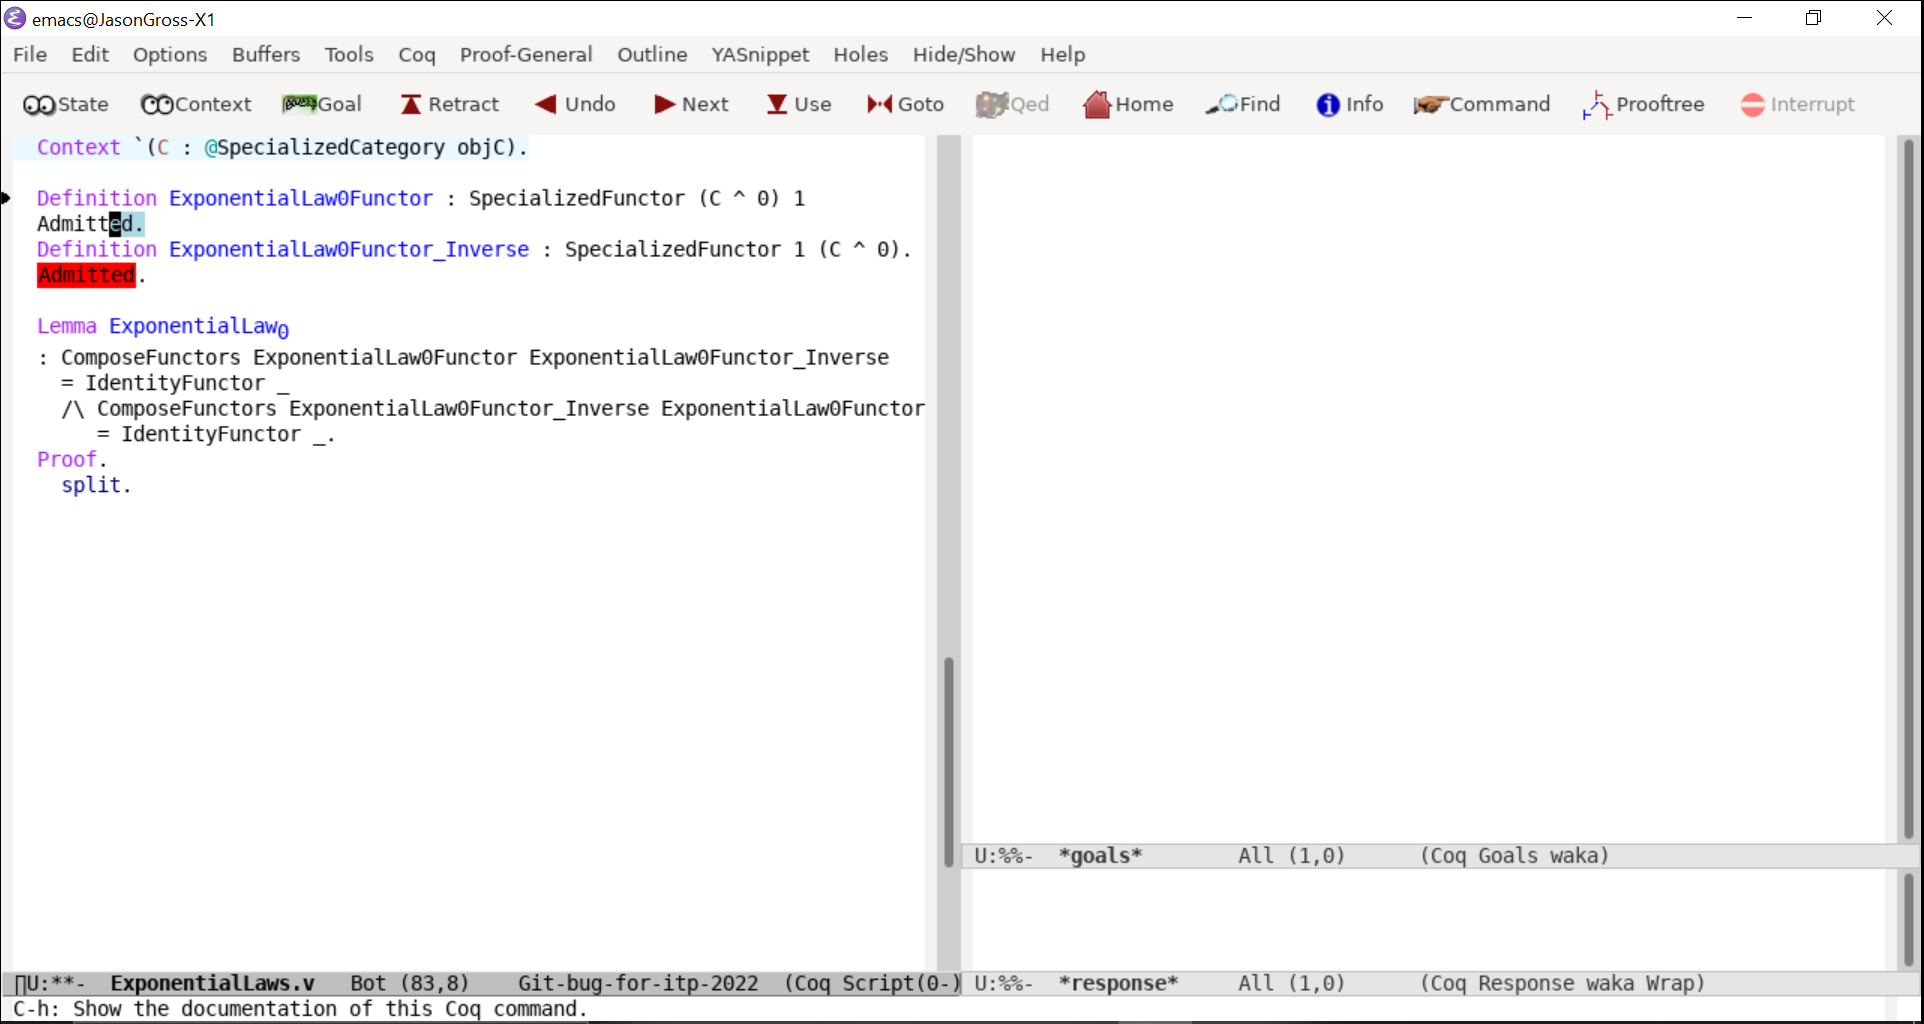 emacs@JasonGross-X1
File Edit Options Buffers Tools Coq Proof-General Outline YASnippet Holes Hide/Show Help
State Context Goal Retract Undo Next Use Goto Qed Home Find Info Command Prooftree Interrupt
Context `(C : @SpecializedCategory objC).
Definition ExponentialLaw0Functor : SpecializedFunctor (C ^ 0) 1
Admitted.
Definition ExponentialLaw0Functor_Inverse : SpecializedFunctor 1 (C ^ 0).
Admitted.
Lemma ExponentialLaw₀
: ComposeFunctors ExponentialLaw0Functor ExponentialLaw0Functor_Inverse
= IdentityFunctor _
/\ ComposeFunctors ExponentialLaw0Functor_Inverse ExponentialLaw0Functor
= IdentityFunctor _.
Proof.
split.
U:**- ExponentialLaws.v Bot (83,8) Git-bug-for-itp-2022 (Coq Script(0-)
U:%%- *goals* All (1,0) (Coq Goals waka)
U:%%- *response* All (1,0) (Coq Response waka Wrap)
C-h: Show the documentation of this Coq command.